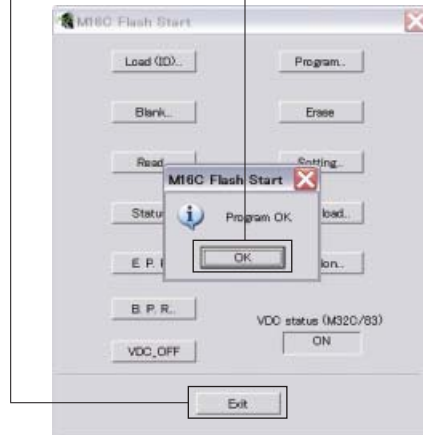 M16C Flash Start
Load (ID)...
Program...
Blank...
Erase
Read
Setting...
M16C Flash Start
Statu
Program OK
load...
E. P.
OK
ion...
B. P. R...
VDC status (M32C/83)
ON
VDC_OFF
Exit